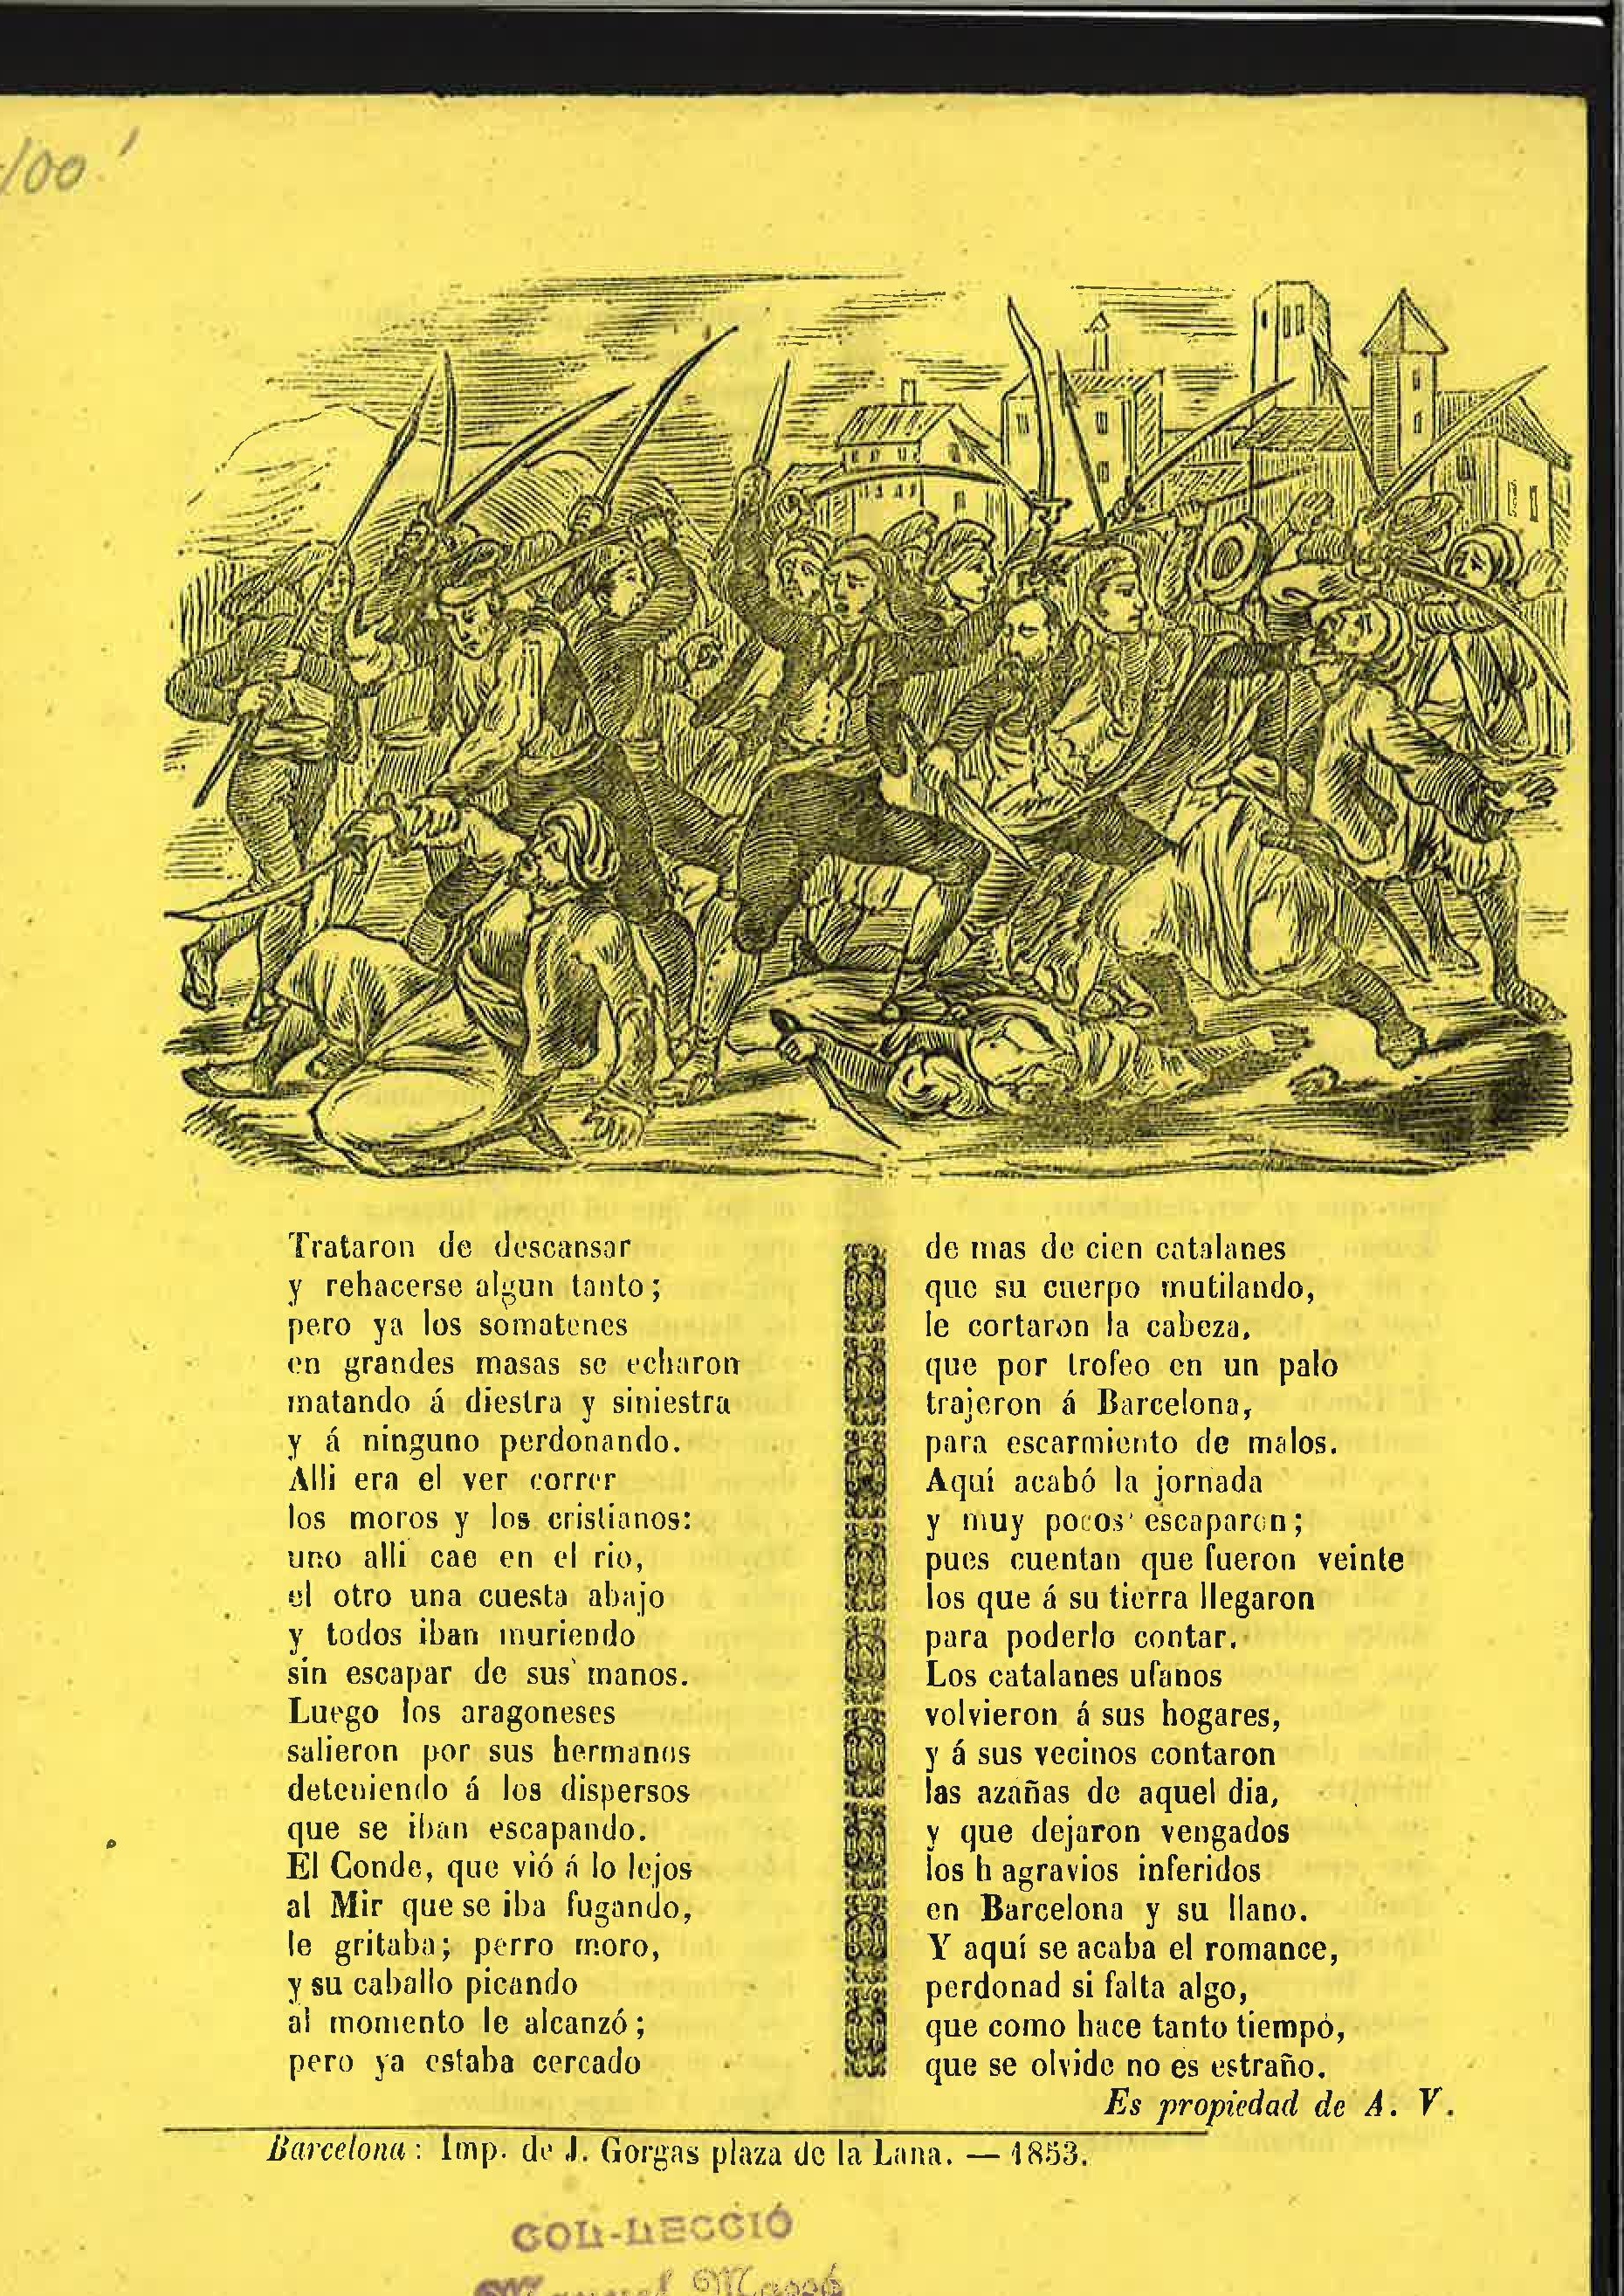 100
Trataron de descansar
y rehacerse algun tanto;
pero ya los somatenes
en grandes masas se echaron
matando á diestra y siniestra
y á ninguno perdonando.
Alli era el ver correr
los moros y los cristianos:
uno alli cae en el rio,
el otro una cuesta abajo
y todos iban muriendo
sin escapar de sus manos.
Luego los aragoneses
salieron por sus hermanos
deteniendo á los dispersos
que se iban escapando.
El Conde, que vió á lo lejos
al Mir que se iba fugando,
le gritaba; perro moro,
y su caballo picando
al momento le alcanzó;
pero ya estaba cercado
de mas de cien catalanes
que su cuerpo mutilando,
le cortaron la cabeza,
que por trofeo en un palo
trajeron á Barcelona,
para escarmiento de malos.
Aquí acabó la jornada
y muy pocos escaparon;
pues cuentan que fueron veinte
los que á su tierra llegaron
para poderlo contar.
Los catalanes ufanos
volvieron á sus hogares,
y á sus vecinos contaron
las azañas de aquel dia,
y que dejaron vengados
los h agravios inferidos
en Barcelona y su llano.
Y aquí se acaba el romance,
perdonad si falta algo,
que como hace tanto tiempo,
que se olvide no es estraño.
Es propiedad de A. V.
Barcelona: Imp. de J. Gorgas plaza de la Lana. — 1853.
COL·LECCIÓ
Manuel Massó